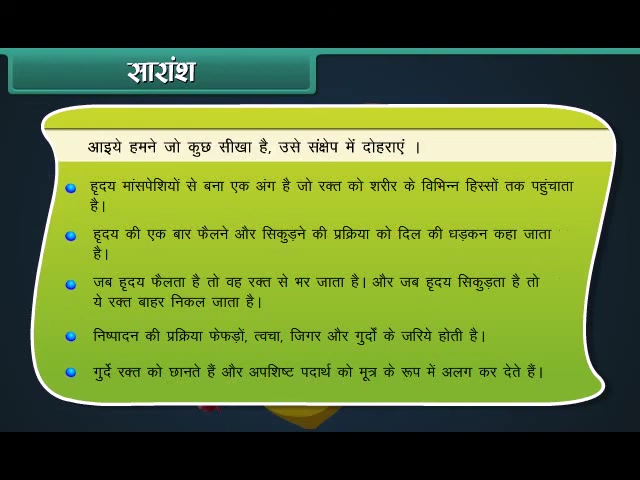 सारांश
आइये हमने जो कुछ सीखा है, उसे संक्षेप में दोहराएं ।
हृदय मांसपेशियों से बना एक अंग है जो रक्त को शरीर के विभिन्न हिस्सों तक पहुंचाता
है।
हृदय की एक बार फैलने और सिकुड़ने की प्रक्रिया को दिल की धड़कन कहा जाता
है।
जब हृदय फैलता है तो वह रक्त से भर जाता है। और जब हृदय सिकुड़ता है तो
ये रक्त बाहर निकल जाता है।
निष्पादन की प्रक्रिया फेफड़ों, त्वचा, जिगर और गुर्दों के जरिये होती है।
गुर्दे रक्त को छानते हैं और अपशिष्ट पदार्थ को मूत्र के रूप में अलग कर देते हैं।